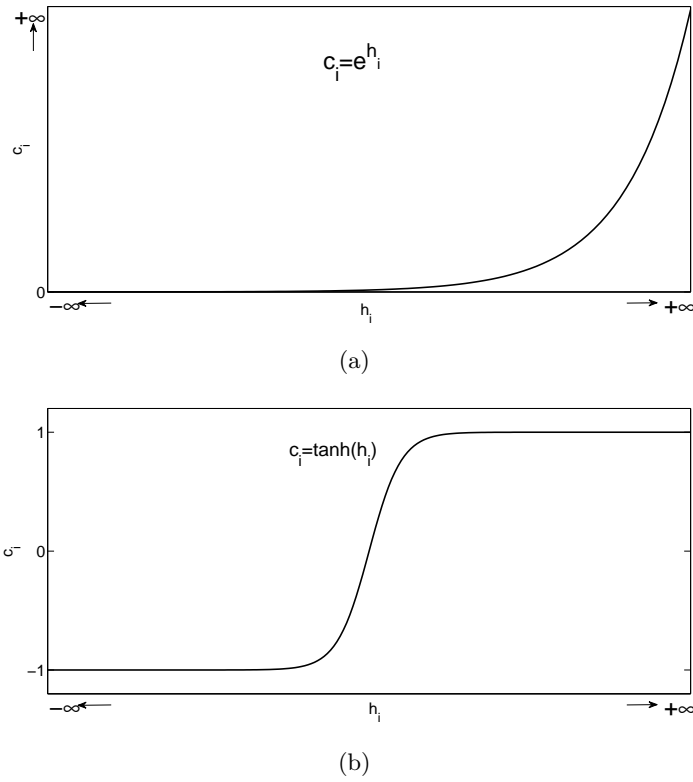 +∞
c_i=e^{h_i}
c_i
0
−∞
h_i
+∞
(a)
1
c_i=tanh(h_i)
c_i
0
−1
−∞
h_i
+∞
(b)